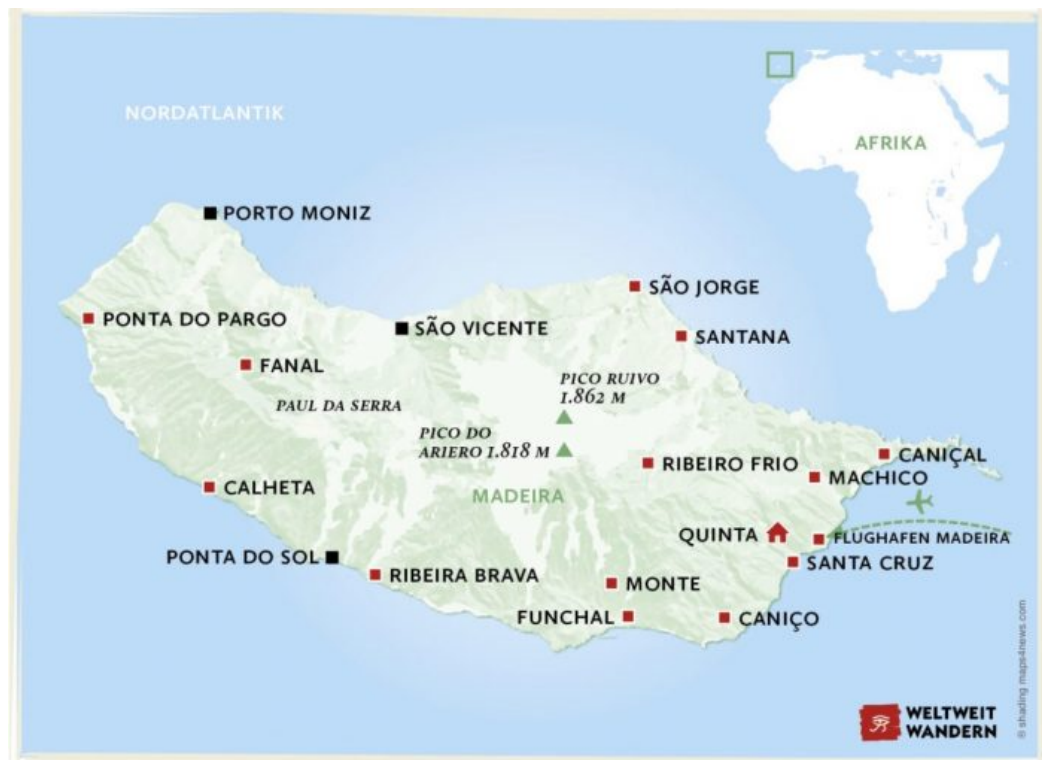 NORDATLANTIK
AFRIKA
PORTO MONIZ
SÃO JORGE
PONTA DO PARGO
SÃO VICENTE
SANTANA
FANAL
PICO RUIVO
1.862 M
PAUL DA SERRA
PICO DO
ARIERO 1.818 M
CANIÇAL
RIBEIRO FRIO
MACHICO
CALHETA
MADEIRA
QUINTA
FLUGHAFEN MADEIRA
PONTA DO SOL
SANTA CRUZ
RIBEIRA BRAVA
MONTE
FUNCHAL
CANIÇO
WELTWEIT
WANDERN
© shading maps4news.com